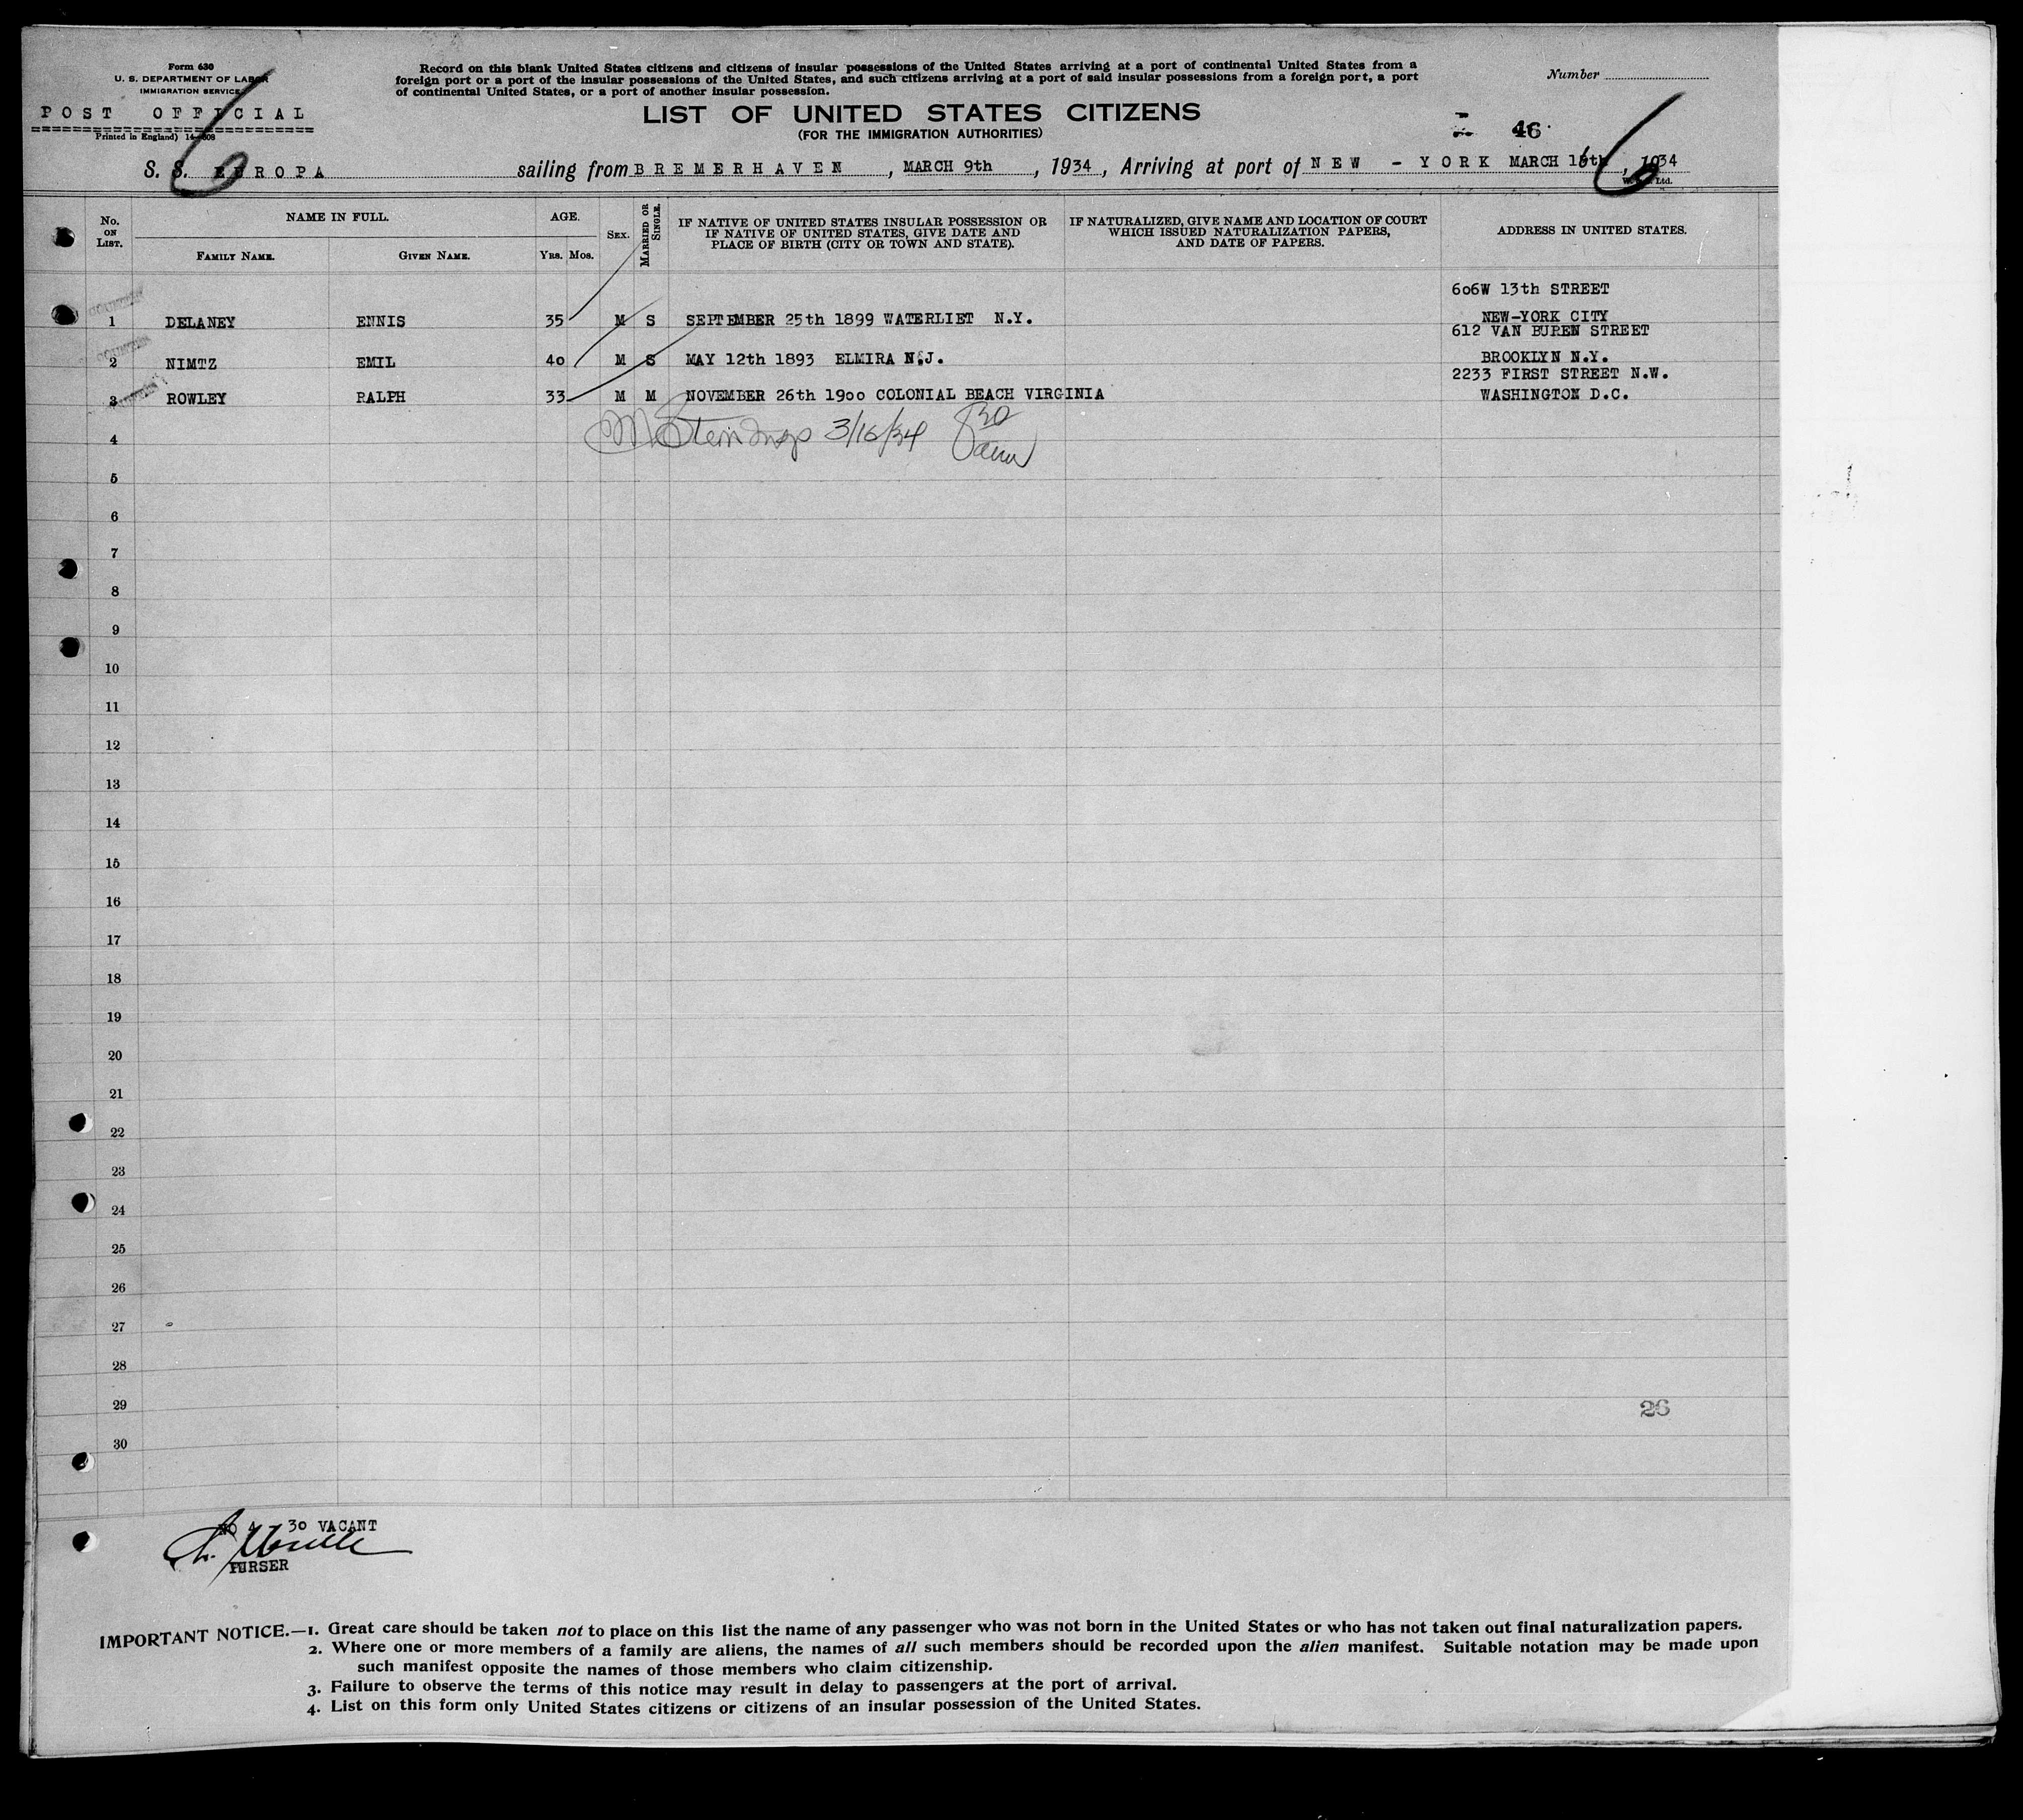 Form 630
U. S. DEPARTMENT OF LABOR
IMMIGRATION SERVICE
POST OFFICIAL
Printed in England)
Record on this blank United States citizens and citizens of insular possessions of the United States arriving at a port of continental United States from a
foreign port or a port of the insular possessions of the United States, and such citizens arriving at a port of said insular possessions from a foreign port, a port
of continental United States, or a port of another insular possession.
Number
LIST OF UNITED STATES CITIZENS
(FOR THE IMMIGRATION AUTHORITIES)
46
6
6
S. S. EUROPA sailing from BREMERHAVEN, MARCH 9th, 1934, Arriving at port of NEW - YORK MARCH 16th, 1934
Ltd.
No. ON LIST.
NAME IN FULL.
FAMILY NAME. GIVEN NAME.
AGE.
YRS. MOS.
SEX.
MARRIED OR SINGLE.
IF NATIVE OF UNITED STATES INSULAR POSSESSION OR
IF NATIVE OF UNITED STATES, GIVE DATE AND
PLACE OF BIRTH (CITY OR TOWN AND STATE).
IF NATURALIZED, GIVE NAME AND LOCATION OF COURT
WHICH ISSUED NATURALIZATION PAPERS,
AND DATE OF PAPERS.
ADDRESS IN UNITED STATES.
606W 13th STREET
1 DELANEY ENNIS 35 M S SEPTEMBER 25th 1899 WATERLIET N.Y. NEW-YORK CITY
612 VAN BUREN STREET
2 NIMTZ EMIL 40 M S MAY 12th 1893 ELMIRA N.J. BROOKLYN N.Y.
2233 FIRST STREET N.W.
3 ROWLEY RALPH 33 M M NOVEMBER 26th 1900 COLONIAL BEACH VIRGINIA WASHINGTON D.C.
3/16/34
4
5
6
7
8
9
10
11
12
13
14
15
16
17
18
19
20
21
22
23
24
25
26
27
28
29
26
30
NO 4 - 30 VACANT
PURSER
IMPORTANT NOTICE.—1. Great care should be taken not to place on this list the name of any passenger who was not born in the United States or who has not taken out final naturalization papers.
2. Where one or more members of a family are aliens, the names of all such members should be recorded upon the alien manifest. Suitable notation may be made upon
such manifest opposite the names of those members who claim citizenship.
3. Failure to observe the terms of this notice may result in delay to passengers at the port of arrival.
4. List on this form only United States citizens or citizens of an insular possession of the United States.